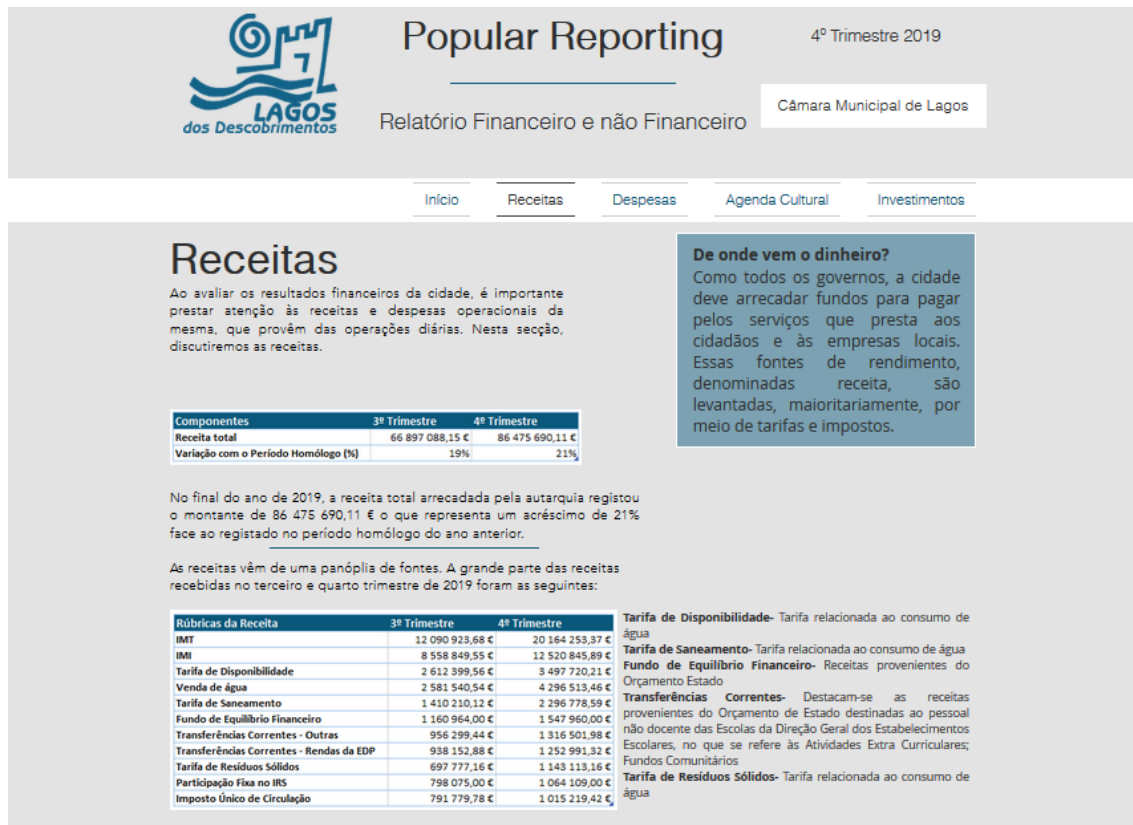 LAGOS
dos Descobrimentos
Popular Reporting
4º Trimestre 2019
Relatório Financeiro e não Financeiro
Câmara Municipal de Lagos
Início Receitas Despesas Agenda Cultural Investimentos
Receitas
Ao avaliar os resultados financeiros da cidade, é importante
prestar atenção às receitas e despesas operacionais da
mesma, que provêm das operações diárias. Nesta secção,
discutiremos as receitas.
De onde vem o dinheiro?
Como todos os governos, a cidade
deve arrecadar fundos para pagar
pelos serviços que presta aos
cidadãos e às empresas locais.
Essas fontes de rendimento,
denominadas receita, são
levantadas, maioritariamente, por
meio de tarifas e impostos.
Componentes 3º Trimestre 4º Trimestre
Receita total 66 897 088,15 € 86 475 690,11 €
Variação com o Período Homólogo (%) 19% 21%
No final do ano de 2019, a receita total arrecadada pela autarquia registou
o montante de 86 475 690,11 € o que representa um acréscimo de 21%
face ao registado no período homólogo do ano anterior.
As receitas vêm de uma panóplia de fontes. A grande parte das receitas
recebidas no terceiro e quarto trimestre de 2019 foram as seguintes:
Rúbricas da Receita 3º Trimestre 4º Trimestre
IMT 12 090 923,68 € 20 164 253,37 €
IMI 8 558 849,55 € 12 520 845,89 €
Tarifa de Disponibilidade 2 612 399,56 € 3 497 720,21 €
Venda de água 2 581 540,54 € 4 296 513,46 €
Tarifa de Saneamento 1 410 210,12 € 2 296 778,59 €
Fundo de Equilíbrio Financeiro 1 160 964,00 € 1 547 960,00 €
Transferências Correntes - Outras 956 299,44 € 1 316 501,98 €
Transferências Correntes - Rendas da EDP 938 152,88 € 1 252 991,32 €
Tarifa de Resíduos Sólidos 697 777,16 € 1 143 113,16 €
Participação Fixa no IRS 798 075,00 € 1 064 109,00 €
Imposto Único de Circulação 791 779,78 € 1 015 219,42 €
Tarifa de Disponibilidade- Tarifa relacionada ao consumo de
água
Tarifa de Saneamento- Tarifa relacionada ao consumo de água
Fundo de Equilíbrio Financeiro- Receitas provenientes do
Orçamento Estado
Transferências Correntes- Destacam-se as receitas
provenientes do Orçamento de Estado destinadas ao pessoal
não docente das Escolas da Direção Geral dos Estabelecimentos
Escolares, no que se refere às Atividades Extra Curriculares;
Fundos Comunitários
Tarifa de Resíduos Sólidos- Tarifa relacionada ao consumo de
água